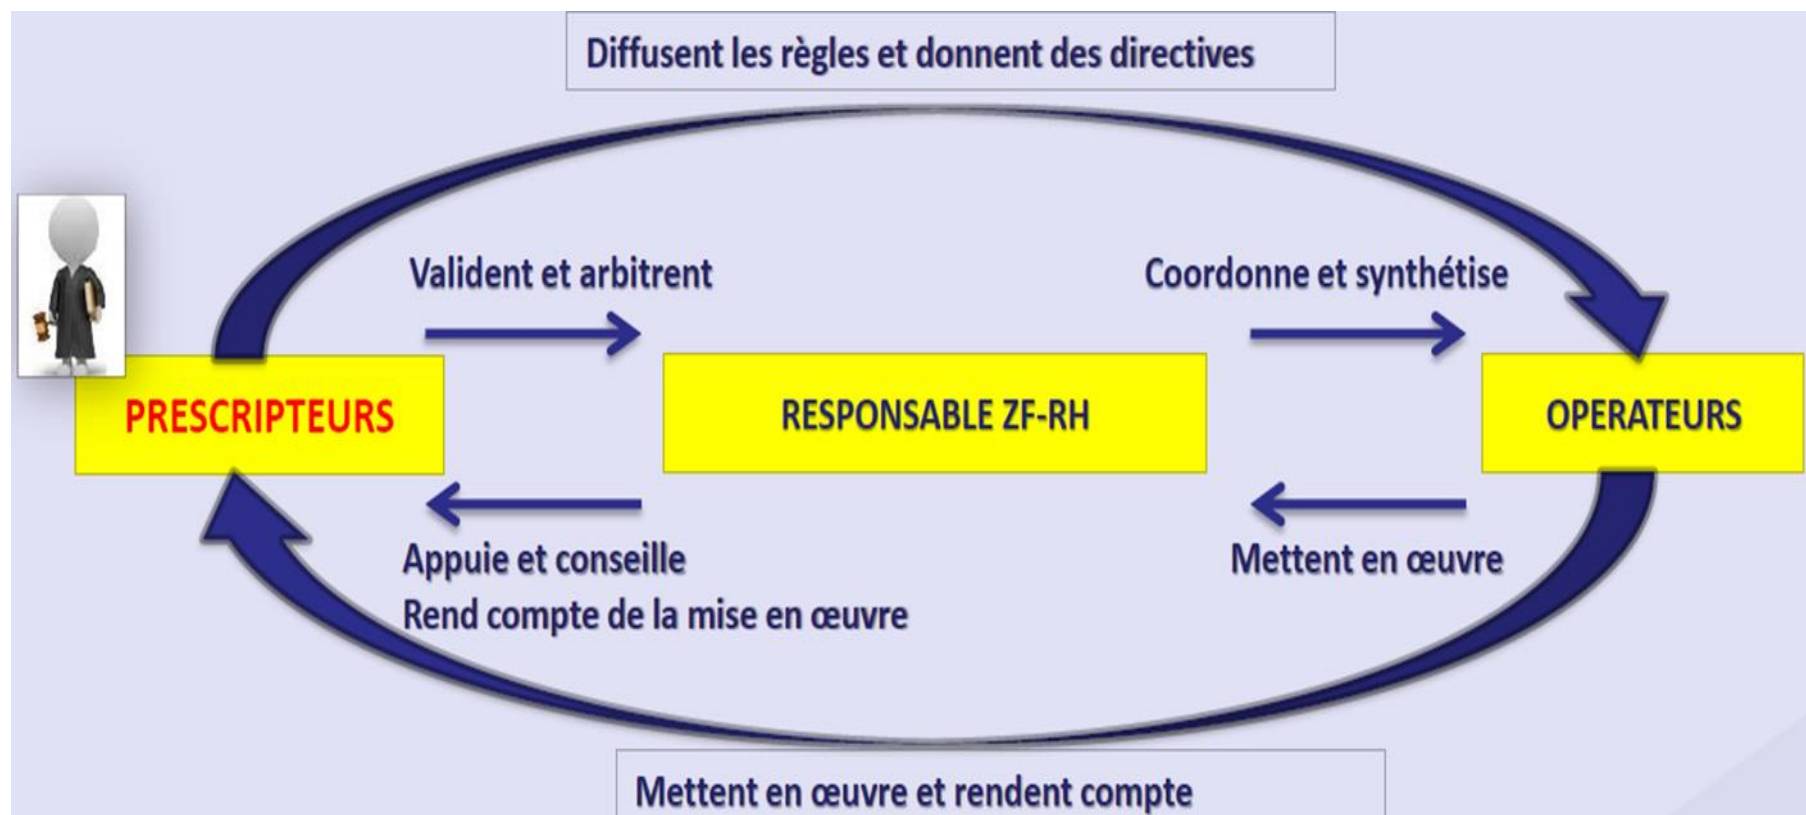 Diffusent les règles et donnent des directives
Valident et arbitrent
Coordonne et synthétise
PRESCRIPTEURS
RESPONSABLE ZF-RH
OPERATEURS
Appuie et conseille
Rend compte de la mise en œuvre
Mettent en œuvre
Mettent en œuvre et rendent compte